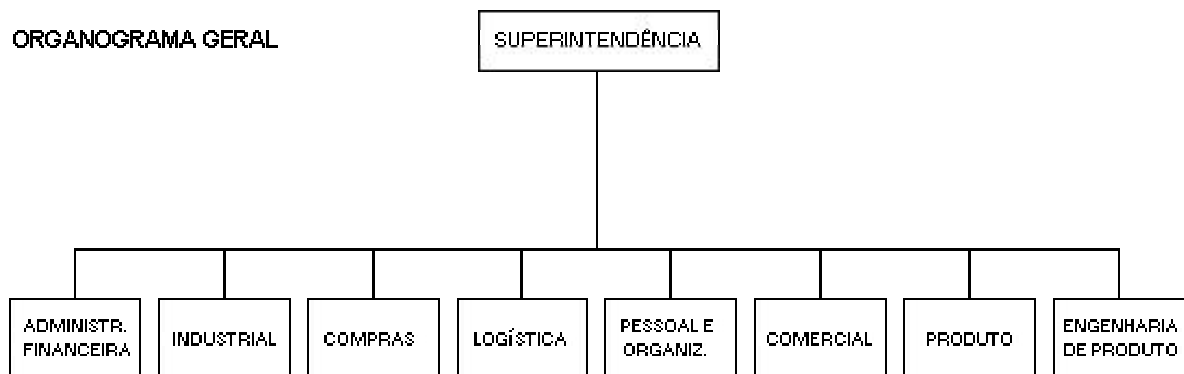 ORGANOGRAMA GERAL
SUPERINTENDÊNCIA
ADMINISTR.
FINANCEIRA
INDUSTRIAL
COMPRAS
LOGÍSTICA
PESSOAL E
ORGANIZ.
COMERCIAL
PRODUTO
ENGENHARIA
DE PRODUTO